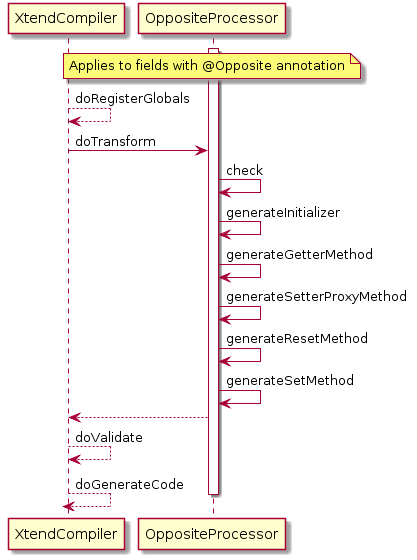 XtendCompiler
OppositeProcessor
Applies to fields with @Opposite annotation
doRegisterGlobals
doTransform
check
generateInitializer
generateGetterMethod
generateSetterProxyMethod
generateResetMethod
generateSetMethod
doValidate
doGenerateCode
XtendCompiler
OppositeProcessor